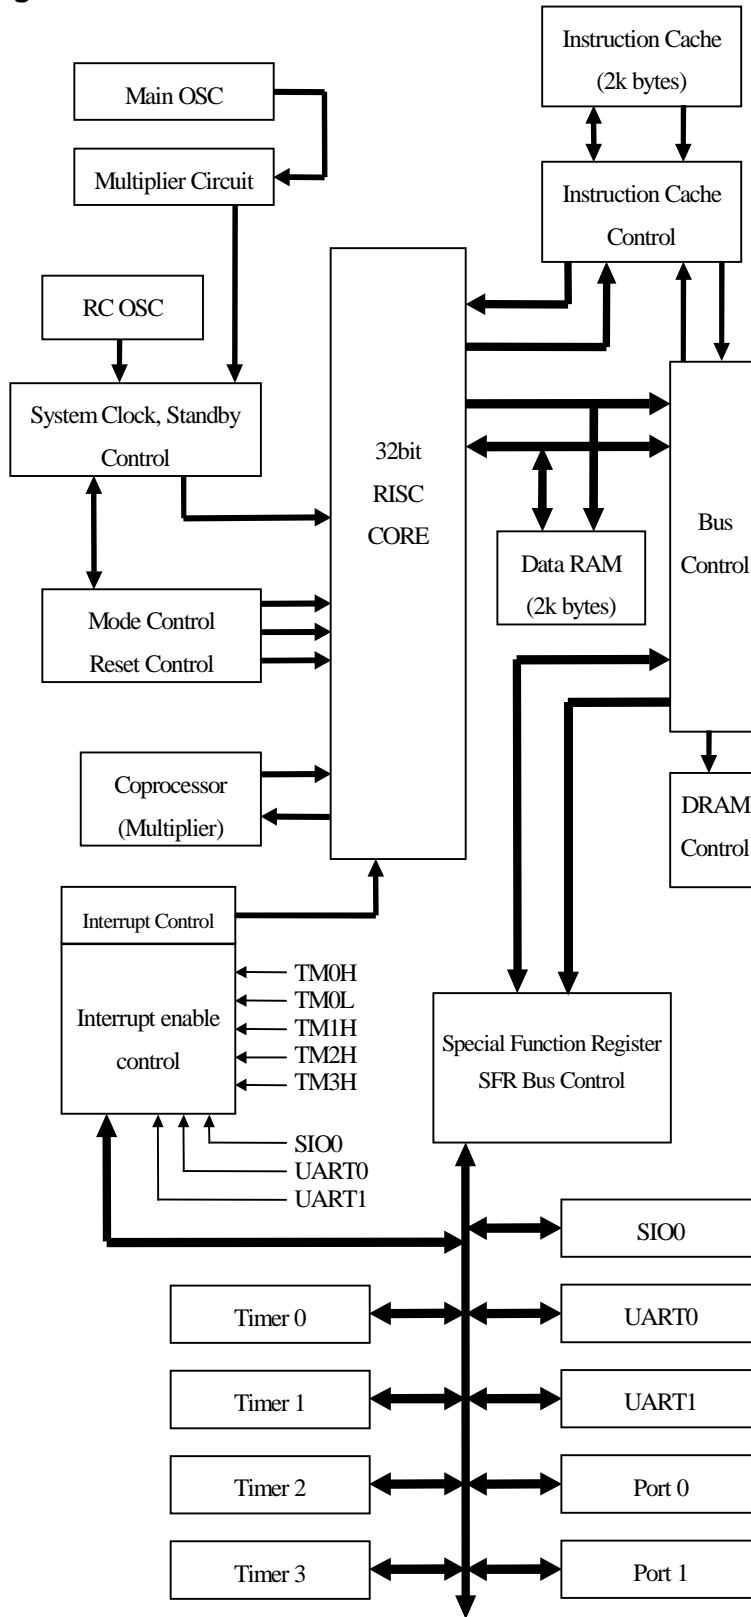 Instruction Cache
(2k bytes)
Main OSC
Multiplier Circuit
Instruction Cache
Control
RC OSC
System Clock, Standby
Control
32bit
RISC
CORE
Bus
Control
Data RAM
(2k bytes)
Mode Control
Reset Control
Coprocessor
(Multiplier)
DRAM
Control
Interrupt Control
Interrupt enable
control
TM0H
TM0L
TM1H
TM2H
TM3H
SIO0
UART0
UART1
Special Function Register
SFR Bus Control
SIO0
Timer 0
UART0
Timer 1
UART1
Timer 2
Port 0
Timer 3
Port 1